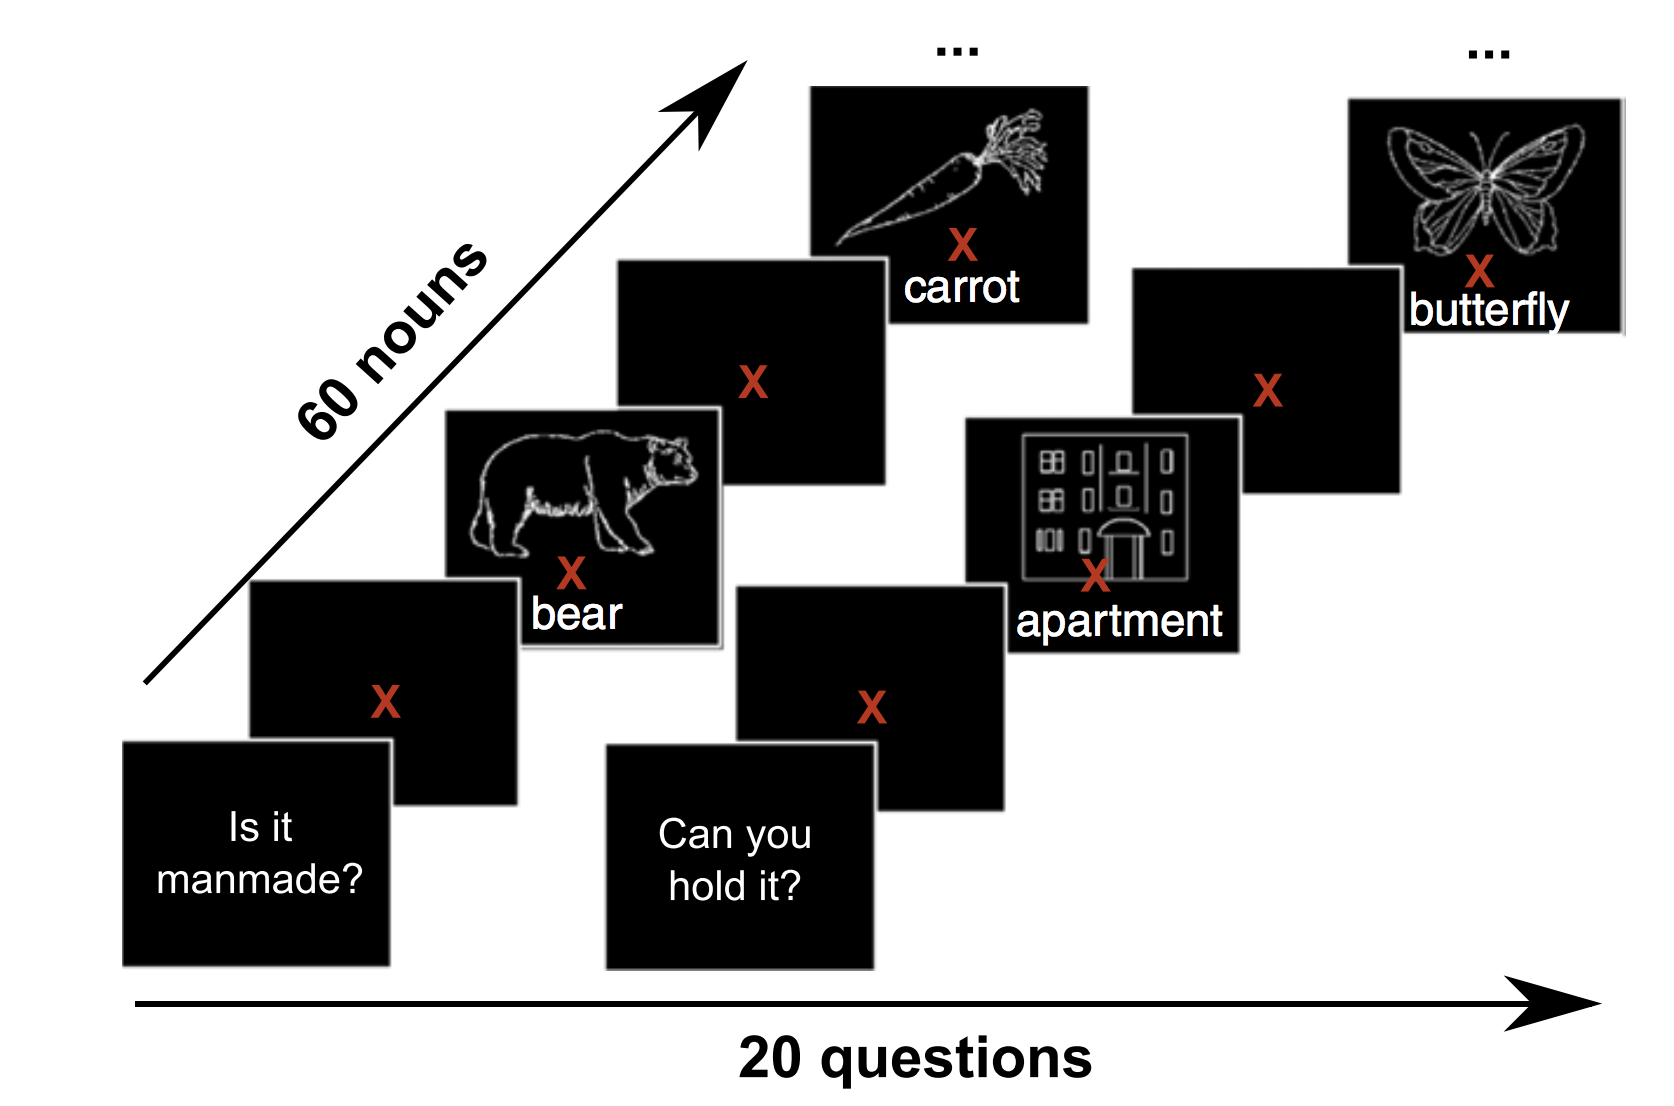 ...
...
60 nouns
X
carrot
X
butterfly
X
X
X
bear
X
apartment
X
X
Is it
manmade?
Can you
hold it?
20 questions